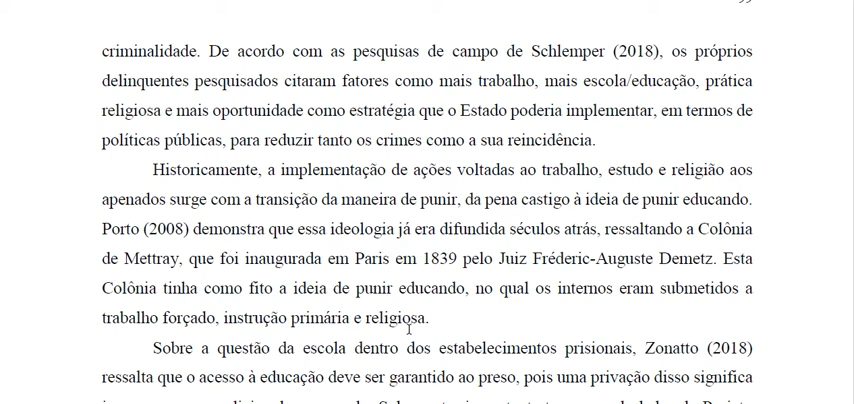 criminalidade. De acordo com as pesquisas de campo de Schlemper (2018), os próprios
delinquentes pesquisados citaram fatores como mais trabalho, mais escola/educação, prática
religiosa e mais oportunidade como estratégia que o Estado poderia implementar, em termos de
políticas públicas, para reduzir tanto os crimes como a sua reincidência.
Historicamente, a implementação de ações voltadas ao trabalho, estudo e religião aos
apenados surge com a transição da maneira de punir, da pena castigo à ideia de punir educando.
Porto (2008) demonstra que essa ideologia já era difundida séculos atrás, ressaltando a Colônia
de Mettray, que foi inaugurada em Paris em 1839 pelo Juiz Fréderic-Auguste Demetz. Esta
Colônia tinha como fito a ideia de punir educando, no qual os internos eram submetidos a
trabalho forçado, instrução primária e religiosa.
Sobre a questão da escola dentro dos estabelecimentos prisionais, Zonatto (2018)
ressalta que o acesso à educação deve ser garantido ao preso, pois uma privação disso significa